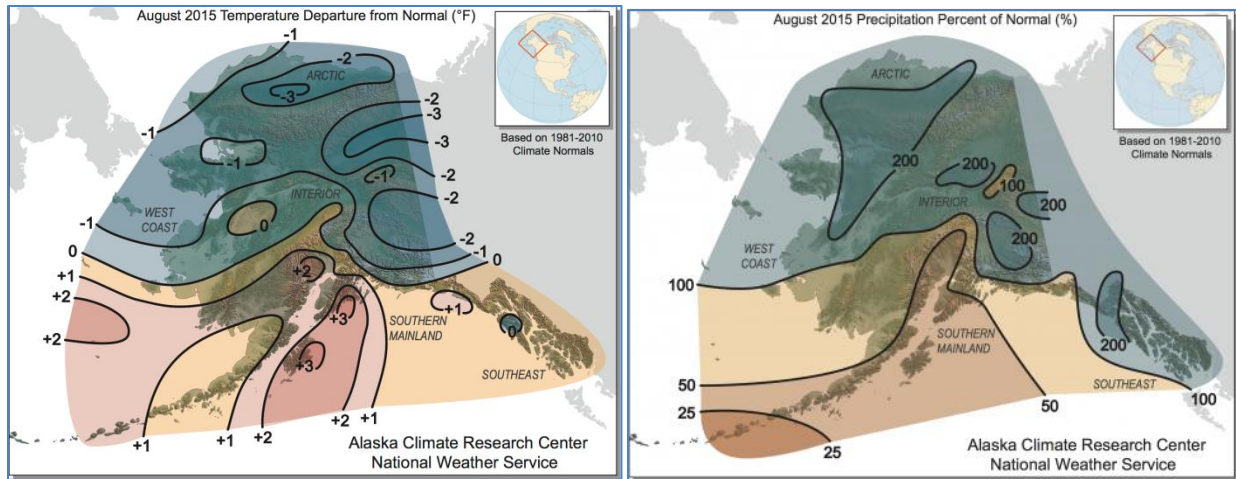 August 2015 Temperature Departure from Normal (°F)
-1
-2
ARCTIC
-3
-2
-3
-1
-3
-1
-1
-2
INTERIOR
-2
WEST
COAST
-1
0
-2
-1
0
0
+1
+2
+2
+1
+3
SOUTHERN
MAINLAND
0
+2
+3
SOUTHEAST
+2
+1
+1
+1
+2
Based on 1981-2010
Climate Normals
Alaska Climate Research Center
National Weather Service
August 2015 Precipitation Percent of Normal (%)
ARCTIC
200
200
100
INTERIOR
200
200
WEST
COAST
100
SOUTHERN
MAINLAND
200
50
SOUTHEAST
100
25
50
25
Based on 1981-2010
Climate Normals
Alaska Climate Research Center
National Weather Service